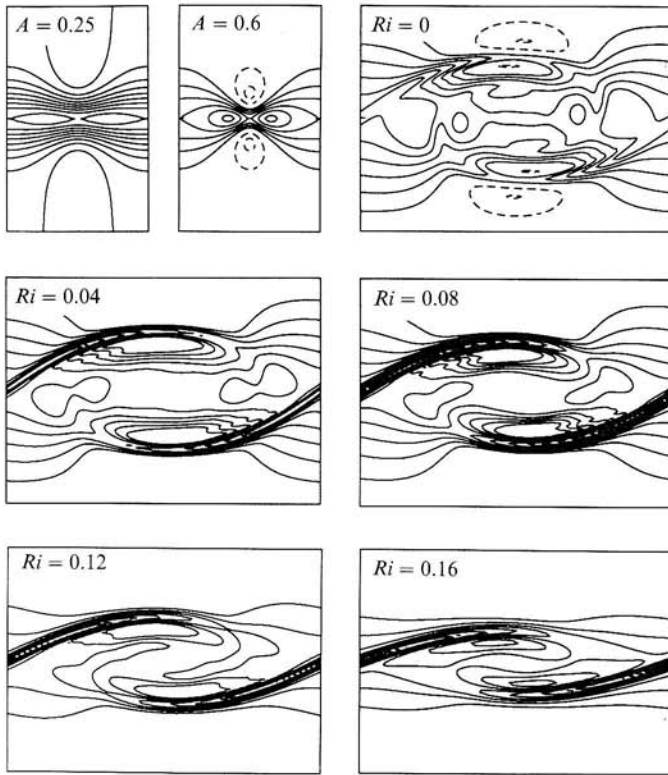 A = 0.25
A = 0.6
Ri = 0
Ri = 0.04
Ri = 0.08
Ri = 0.12
Ri = 0.16